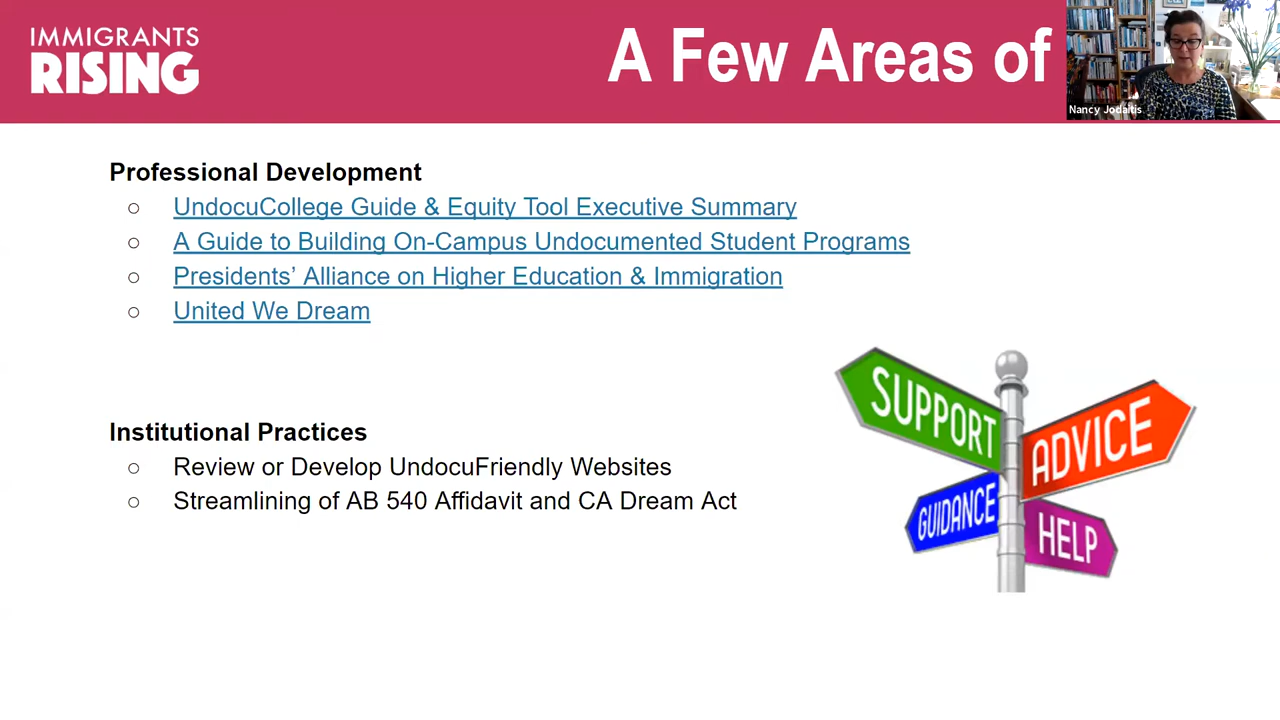 IMMIGRANTS
RISING
A Few Areas of
Nancy Jodaitis
Professional Development
○ UndocuCollege Guide & Equity Tool Executive Summary
○ A Guide to Building On-Campus Undocumented Student Programs
○ Presidents’ Alliance on Higher Education & Immigration
○ United We Dream
Institutional Practices
○ Review or Develop UndocuFriendly Websites
○ Streamlining of AB 540 Affidavit and CA Dream Act
SUPPORT
ADVICE
GUIDANCE
HELP